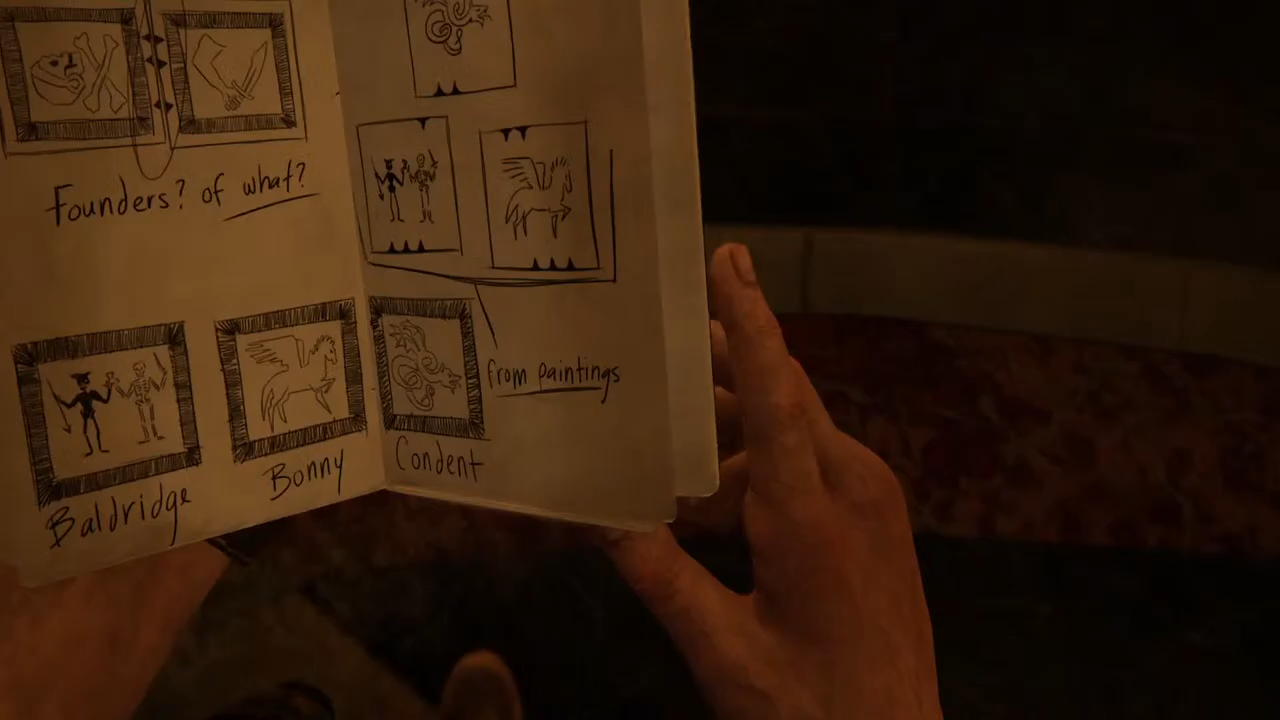 Founders? of what?
from paintings
Baldridge
Bonny
Condent